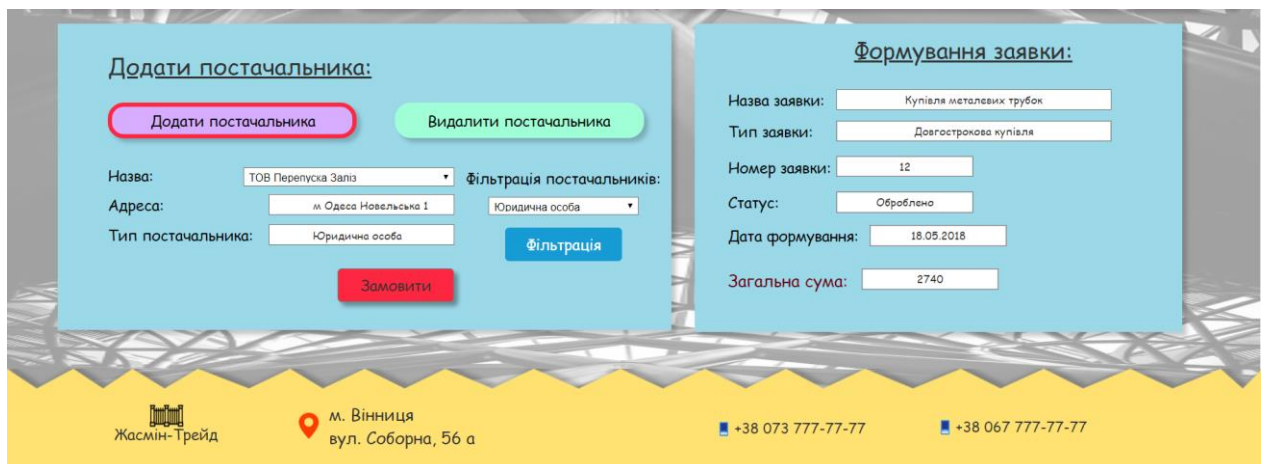 Додати постачальника:
Додати постачальника
Видалити постачальника
Назва:
ТОВ Перепуска Заліз
Фільтрація постачальників:
Адреса:
м Одеса Новельська 1
Юридична особа
Тип постачальника:
Юридична особа
Фільтрація
Замовити
Формування заявки:
Назва заявки:
Купівля металевих трубок
Тип заявки:
Довгострокова купівля
Номер заявки:
12
Статус:
Оброблено
Дата формування:
18.05.2018
Загальна сума:
2740
Жасмін-Трейд
м. Вінниця
вул. Соборна, 56 а
+38 073 777-77-77
+38 067 777-77-77